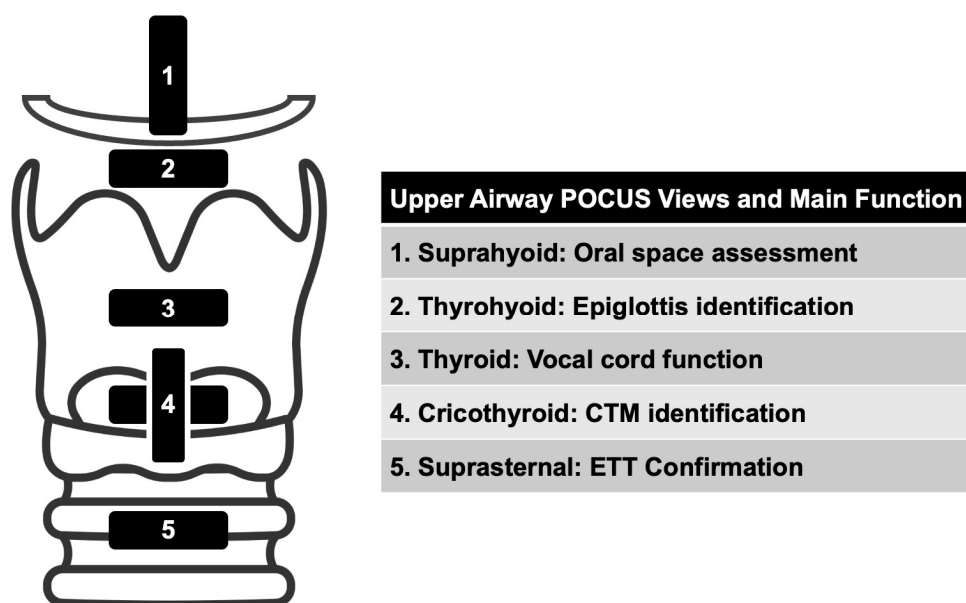 1
2
3
4
5
Upper Airway POCUS Views and Main Function
1. Suprahyoid: Oral space assessment
2. Thyrohyoid: Epiglottis identification
3. Thyroid: Vocal cord function
4. Cricothyroid: CTM identification
5. Suprasternal: ETT Confirmation